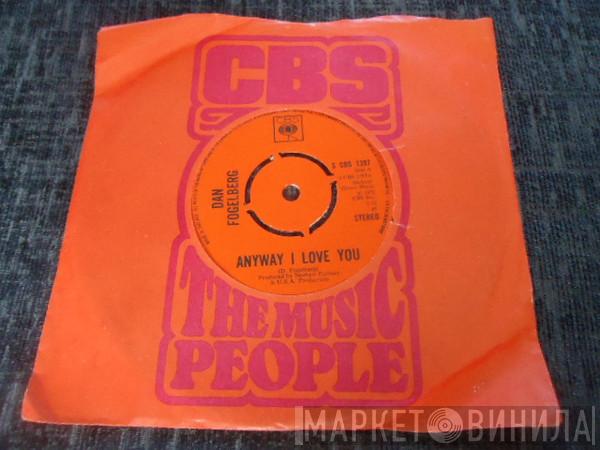 CBS
CBS
S CBS 1397
STEREO
DAN
FOGELBERG
ANYWAY I LOVE YOU
(D. Fogelberg)
Produced by Norbert Putnam
THE MUSIC
PEOPLE
МАРКЕТ ВИНИЛА